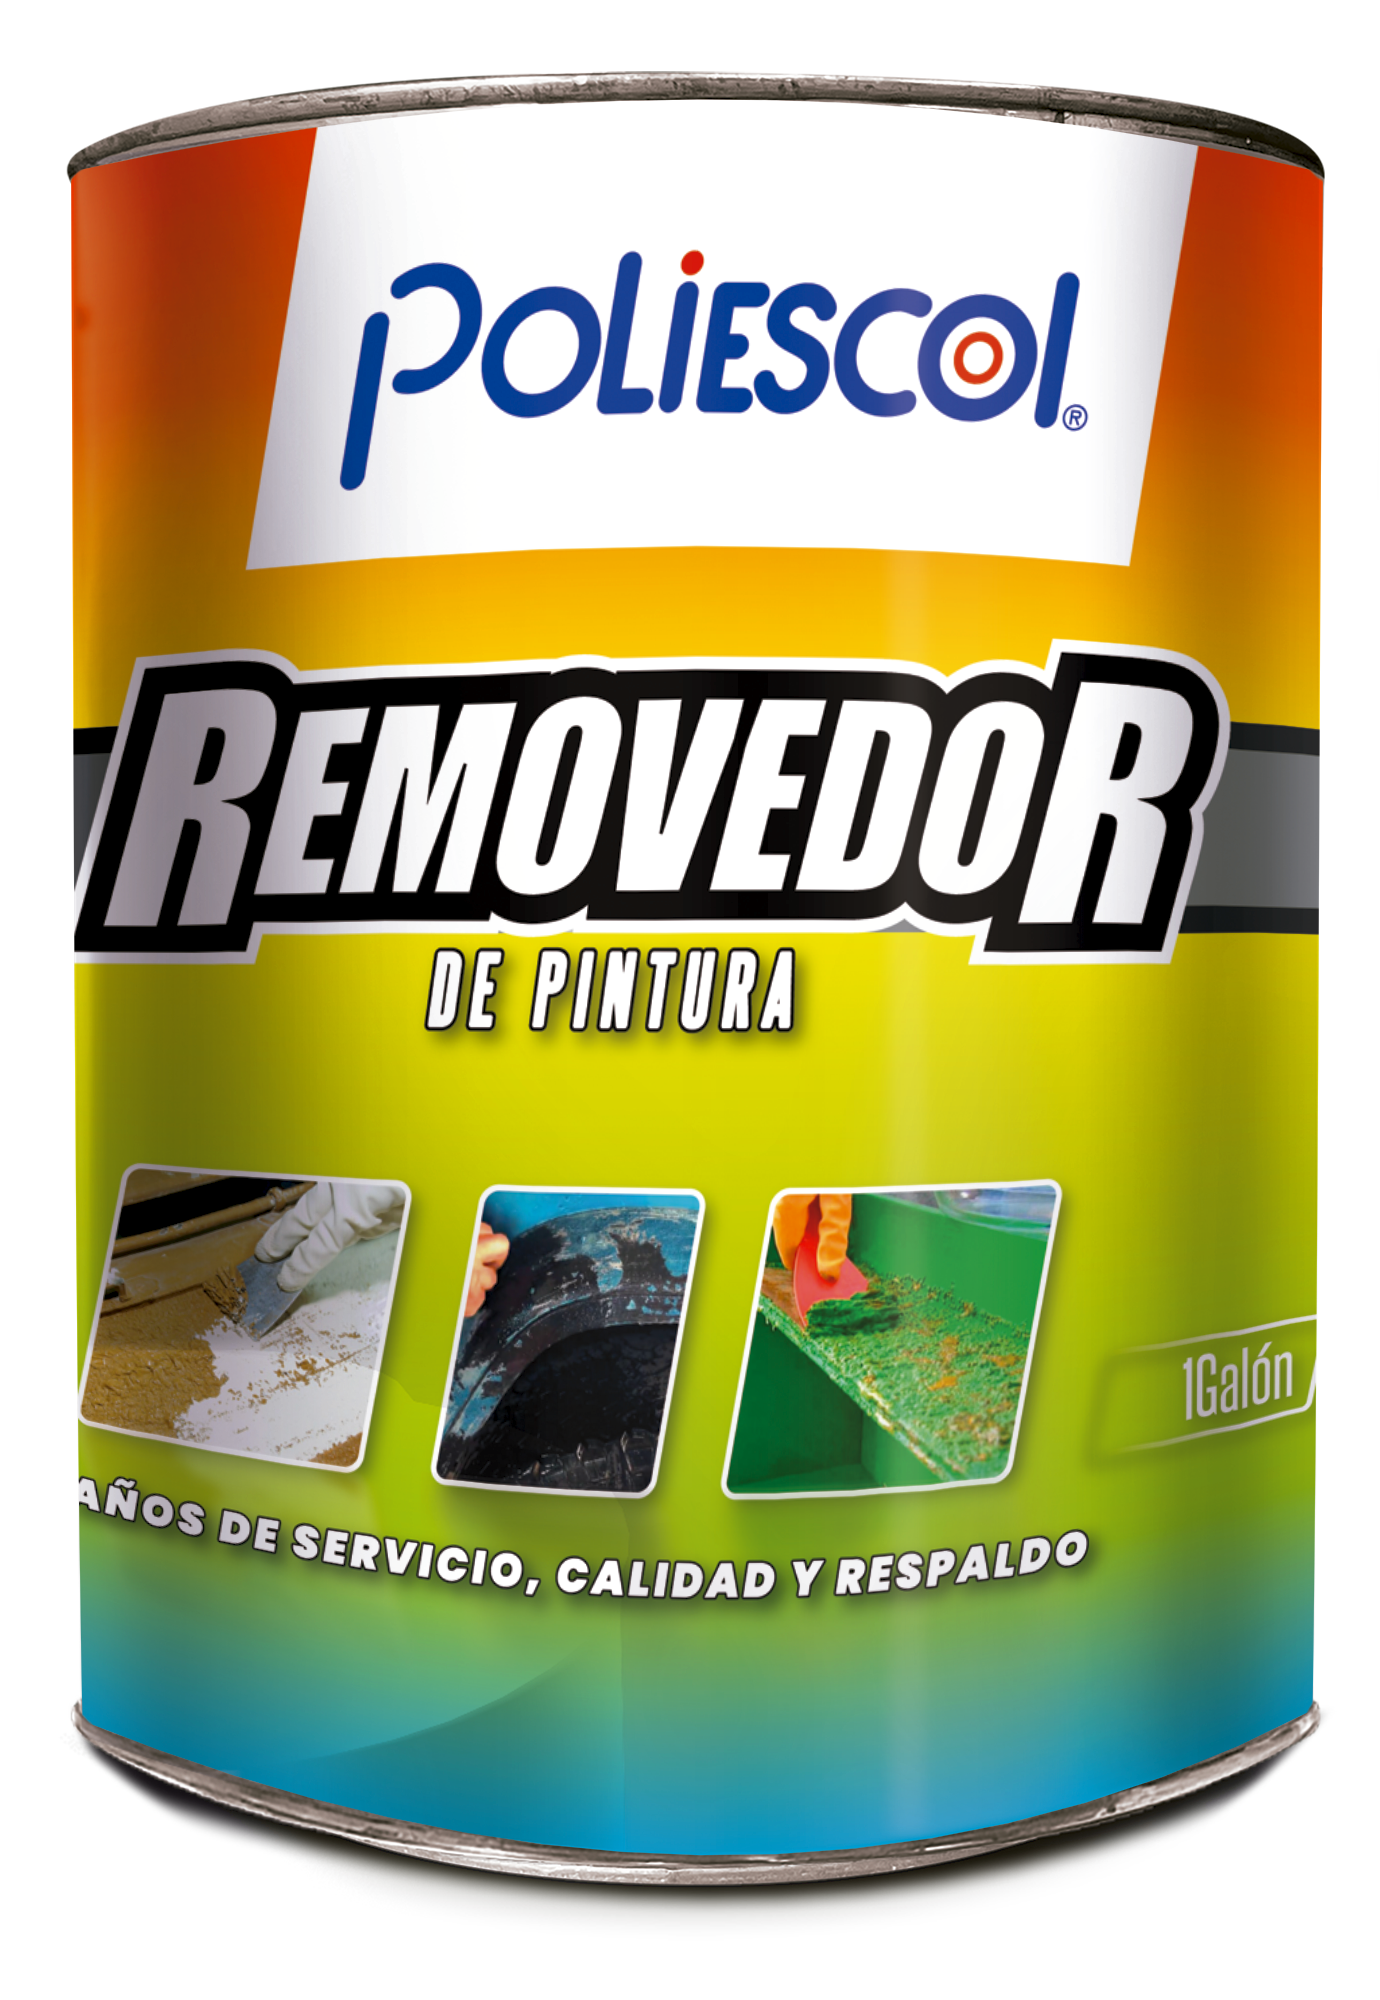 POLiESCOl®
REMOVEDOR
DE PINTURA
1Galón
AÑOS DE SERVICIO, CALIDAD Y RESPALDO